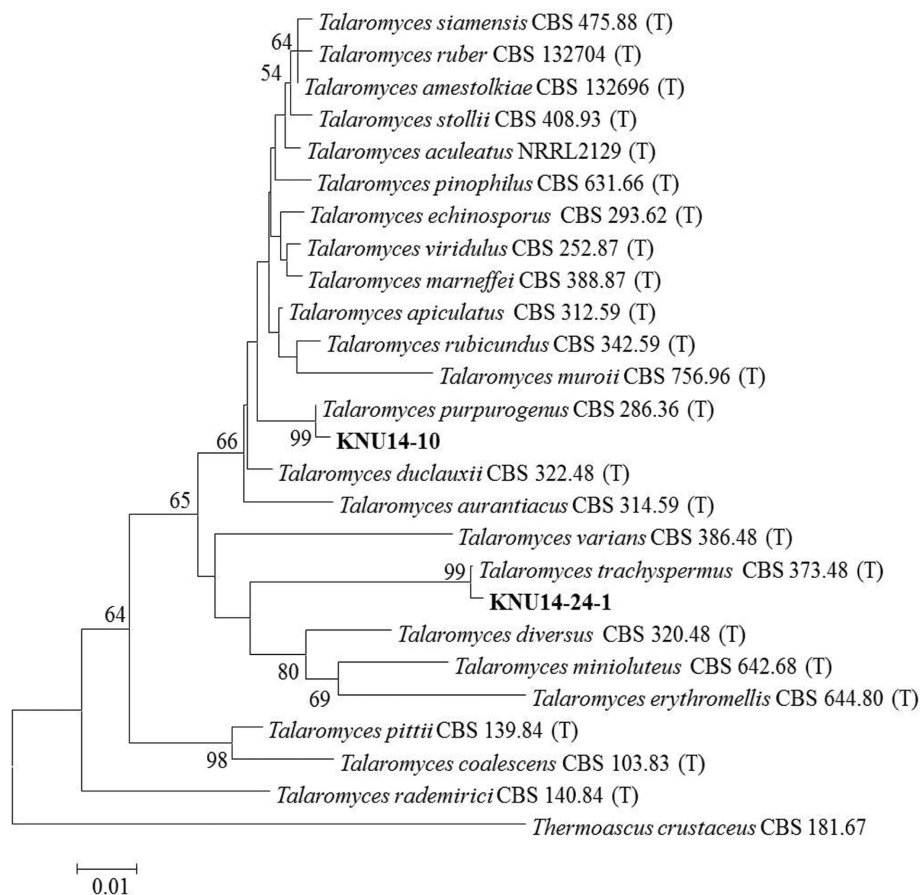 Talaromyces siamensis CBS 475.88 (T)
64
Talaromyces ruber CBS 132704 (T)
54
Talaromyces amestolkiae CBS 132696 (T)
Talaromyces stollii CBS 408.93 (T)
Talaromyces aculeatus NRRL2129 (T)
Talaromyces pinophilus CBS 631.66 (T)
Talaromyces echinosporus CBS 293.62 (T)
Talaromyces viridulus CBS 252.87 (T)
Talaromyces marneffei CBS 388.87 (T)
Talaromyces apiculatus CBS 312.59 (T)
Talaromyces rubicundus CBS 342.59 (T)
Talaromyces muroii CBS 756.96 (T)
Talaromyces purpurogenus CBS 286.36 (T)
99 KNU14-10
66
Talaromyces duclauxii CBS 322.48 (T)
65
Talaromyces aurantiacus CBS 314.59 (T)
Talaromyces varians CBS 386.48 (T)
99 Talaromyces trachyspermus CBS 373.48 (T)
KNU14-24-1
64
Talaromyces diversus CBS 320.48 (T)
80
Talaromyces minioluteus CBS 642.68 (T)
69
Talaromyces erythromellis CBS 644.80 (T)
Talaromyces pittii CBS 139.84 (T)
98
Talaromyces coalescens CBS 103.83 (T)
Talaromyces rademirici CBS 140.84 (T)
Thermoascus crustaceus CBS 181.67
0.01